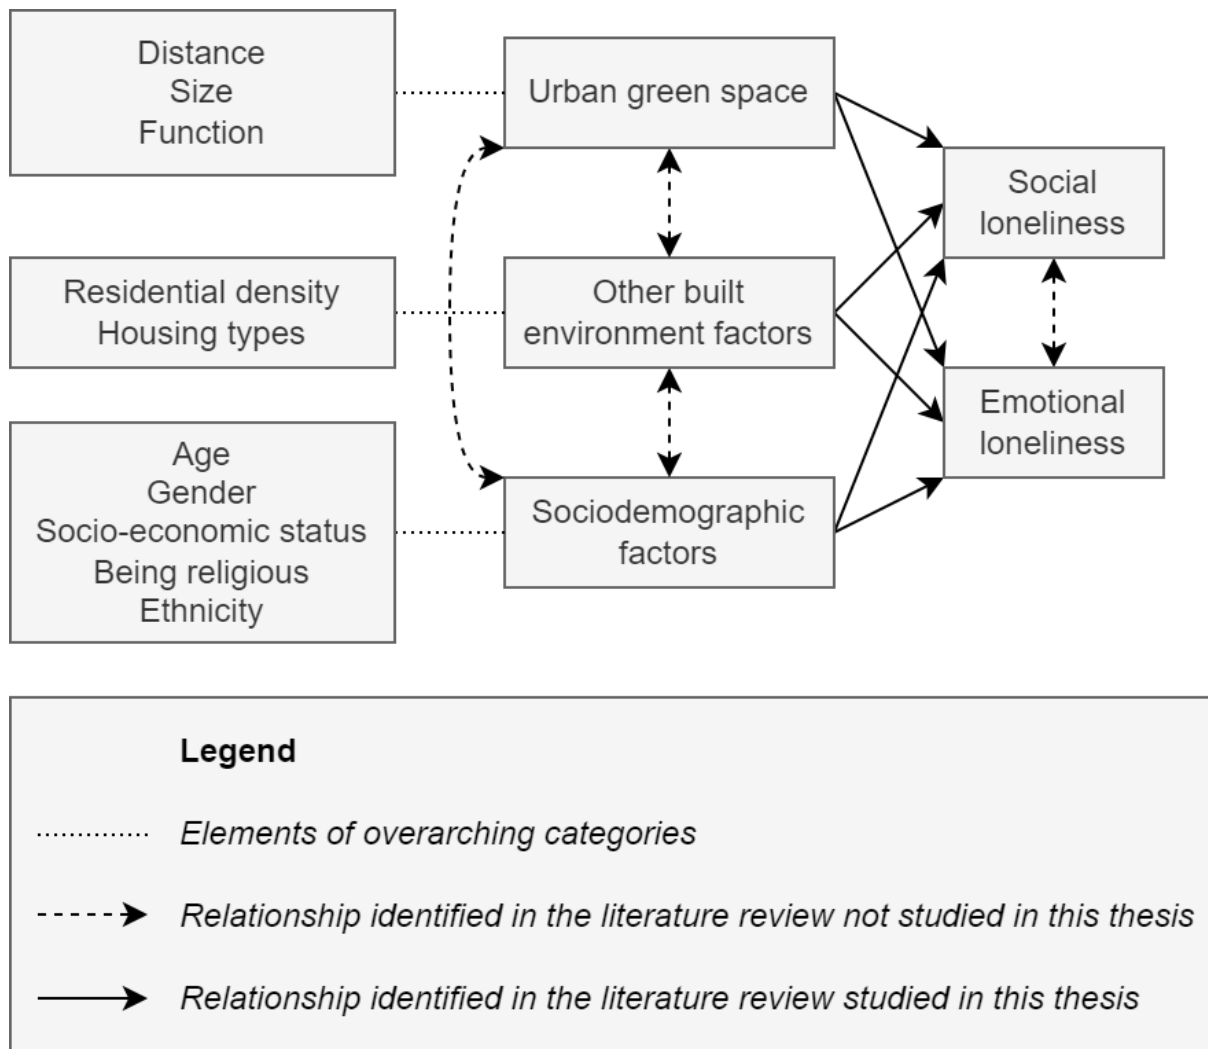 Distance
Size
Function
Urban green space
Social
loneliness
Residential density
Housing types
Other built
environment factors
Emotional
loneliness
Age
Gender
Socio-economic status
Being religious
Ethnicity
Sociodemographic
factors
Legend
Elements of overarching categories
Relationship identified in the literature review not studied in this thesis
Relationship identified in the literature review studied in this thesis